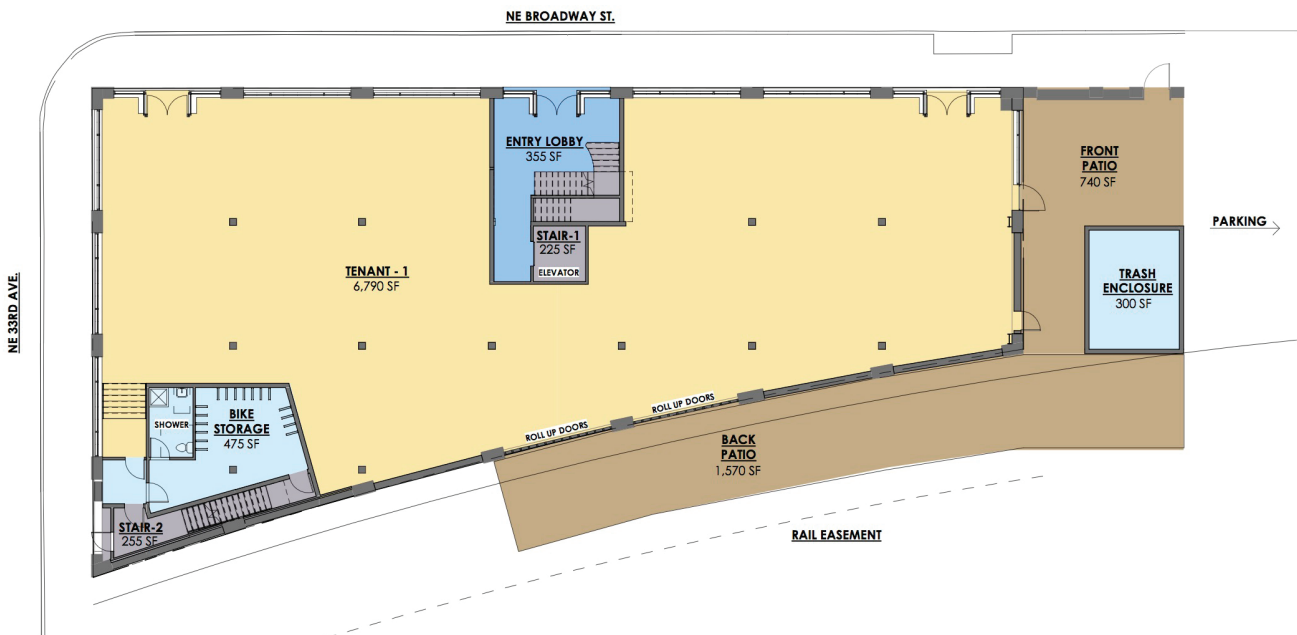 NE BROADWAY ST.
ENTRY LOBBY
355 SF
FRONT
PATIO
740 SF
PARKING
STAIR-1
225 SF
ELEVATOR
TENANT - 1
6,790 SF
TRASH
ENCLOSURE
300 SF
NE 33RD AVE.
SHOWER
BIKE
STORAGE
475 SF
ROLL UP DOORS
ROLL UP DOORS
BACK
PATIO
1,570 SF
STAIR-2
255 SF
RAIL EASEMENT